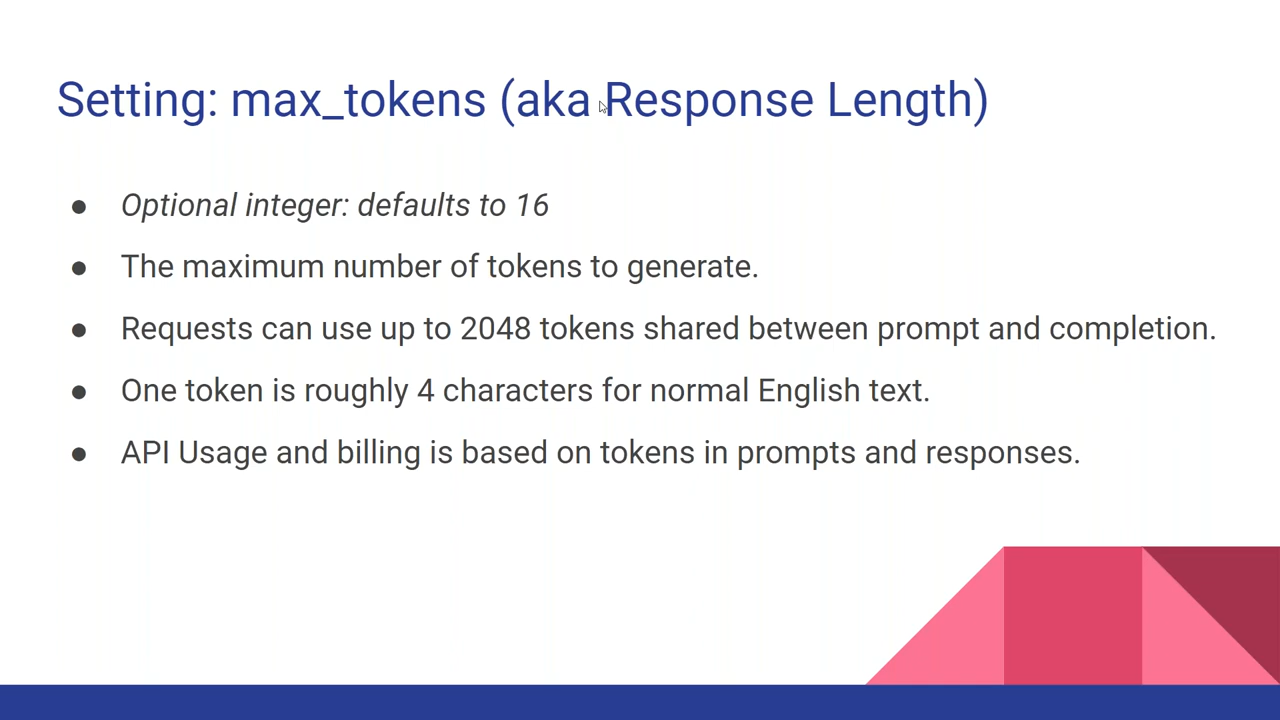 Setting: max_tokens (aka Response Length)
● Optional integer: defaults to 16
● The maximum number of tokens to generate.
● Requests can use up to 2048 tokens shared between prompt and completion.
● One token is roughly 4 characters for normal English text.
● API Usage and billing is based on tokens in prompts and responses.